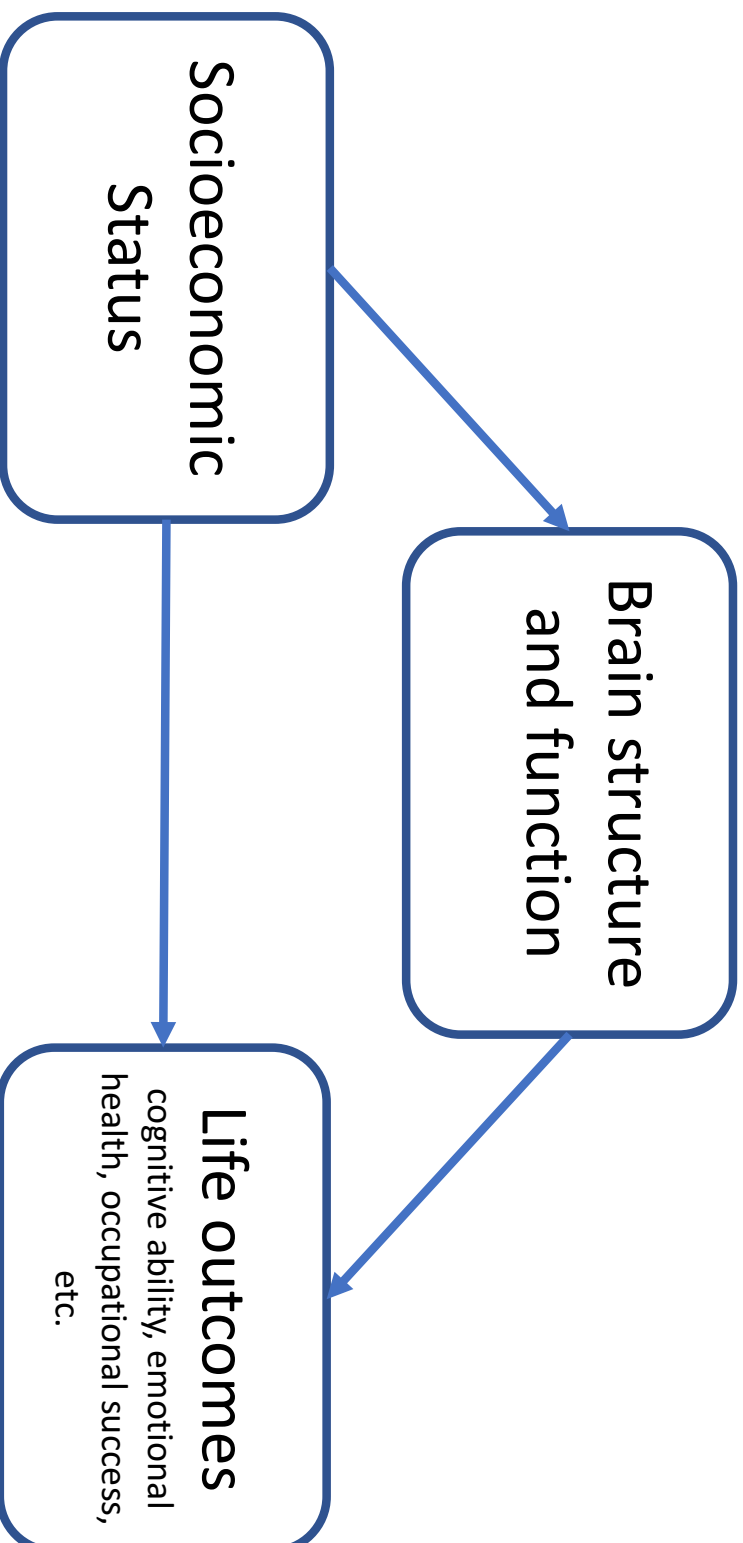 Brain structure
and function
Socioeconomic
Status
Life outcomes
cognitive ability, emotional
health, occupational success,
etc.